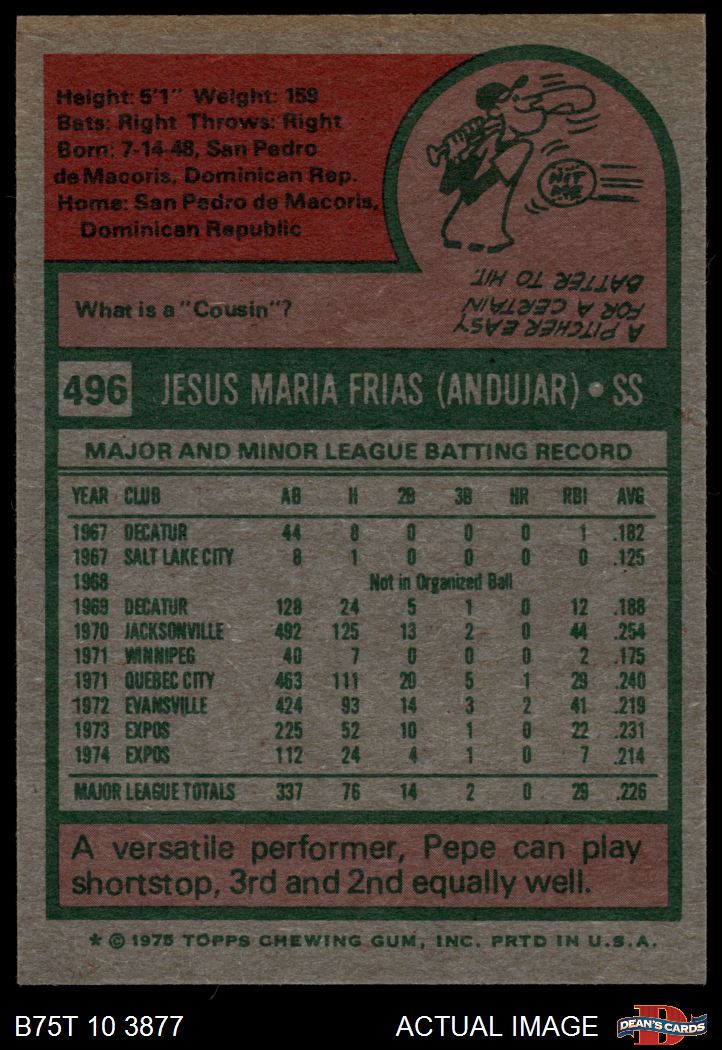 Height: 6'1" Weight: 159
Bats: Right Throws: Right
Born: 7-14-48, San Pedro
de Macoris, Dominican Rep.
Home: San Pedro de Macoris,
Dominican Republic
HIT
ME
What is a "Cousin"?
A PITCHER EASY
FOR A CERTAIN
BATTER TO HIT.
496 JESUS MARIA FRIAS (ANDUJAR) • SS
MAJOR AND MINOR LEAGUE BATTING RECORD
YEAR CLUB AB H 2B 3B HR RBI AVG
1967 DECATUR 44 8 0 0 0 1 .182
1967 SALT LAKE CITY 8 1 0 0 0 0 .125
1968 Not in Organized Ball
1969 DECATUR 128 24 5 1 0 12 .188
1970 JACKSONVILLE 492 125 13 2 0 44 .254
1971 WINNIPEG 40 7 0 0 0 2 .175
1971 QUEBEC CITY 463 111 20 5 1 29 .240
1972 EVANSVILLE 424 93 14 3 2 41 .219
1973 EXPOS 225 52 10 1 0 22 .231
1974 EXPOS 112 24 4 1 0 7 .214
MAJOR LEAGUE TOTALS 337 76 14 2 0 29 .226
A versatile performer, Pepe can play
shortstop, 3rd and 2nd equally well.
* © 1975 TOPPS CHEWING GUM, INC. PRTD IN U.S.A.
B75T 10 3877 ACTUAL IMAGE DEAN'S CARDS